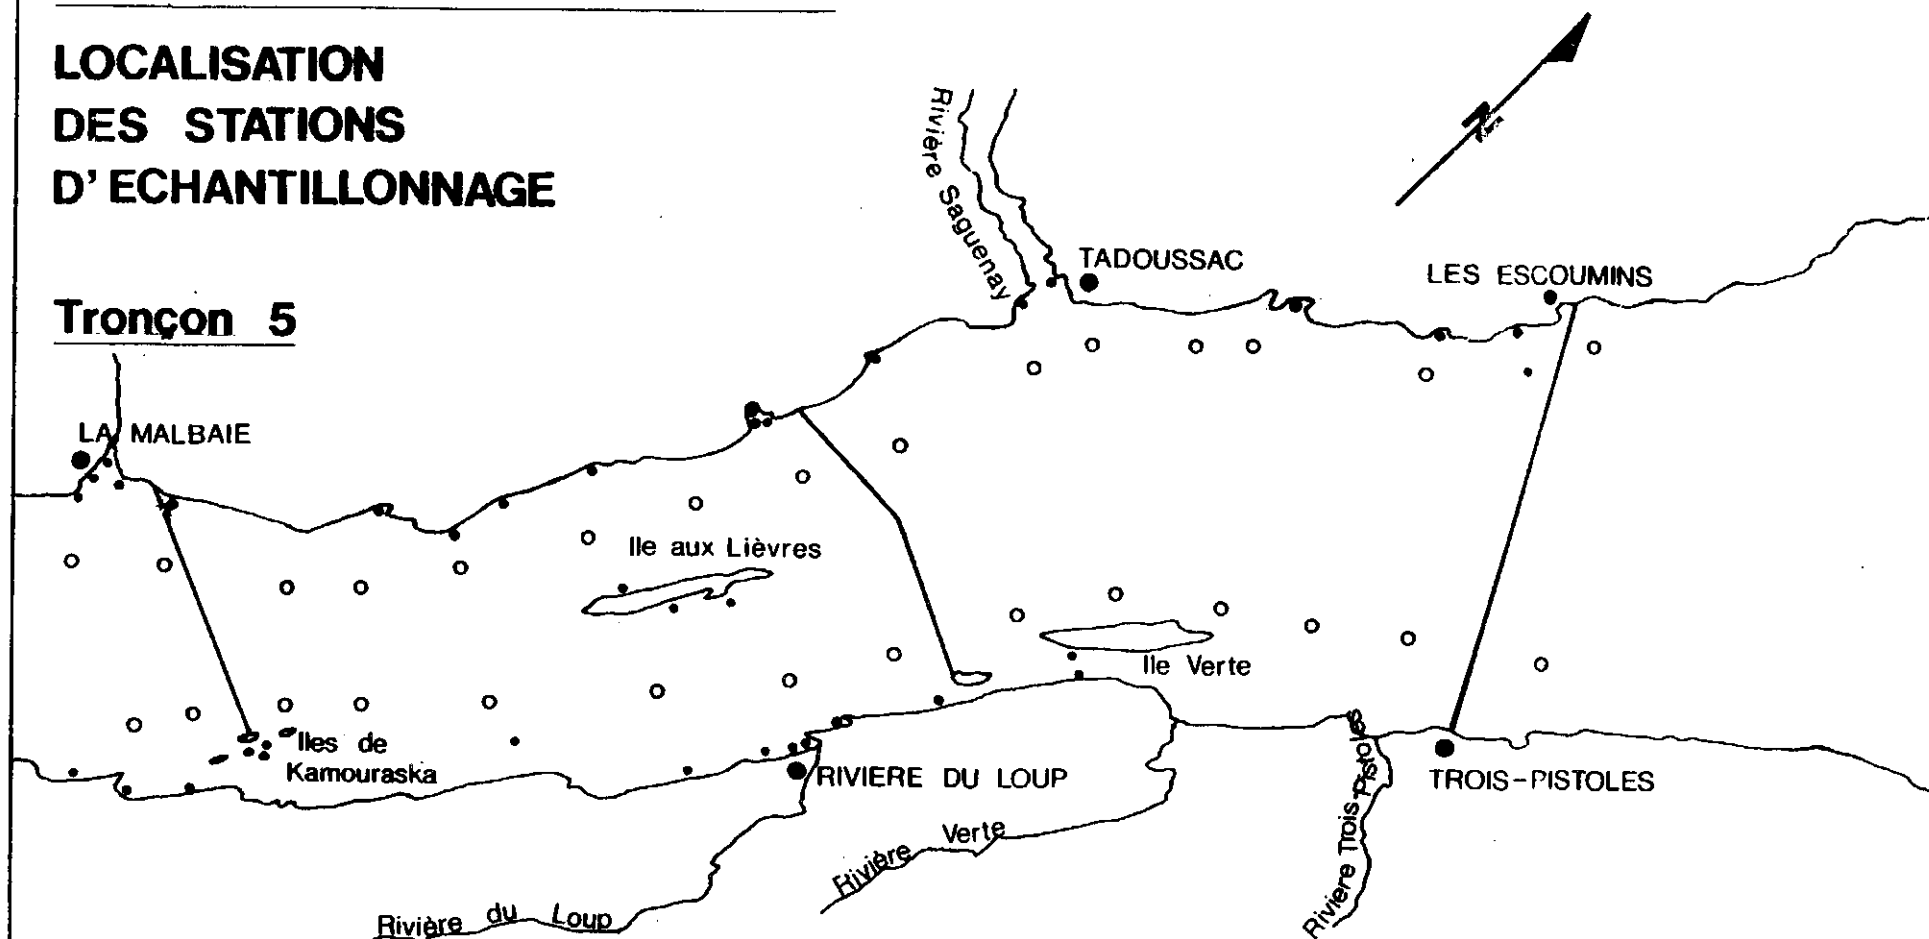 LOCALISATION
DES STATIONS
D' ECHANTILLONNAGE
Tronçon 5
N
Rivière Saguenay
TADOUSSAC
LES ESCOUMINS
LA MALBAIE
Ile aux Lièvres
Ile Verte
Iles de
Kamouraska
RIVIERE DU LOUP
TROIS-PISTOLES
Rivière Verte
Riviere Trois Pistoles
Rivière du Loup